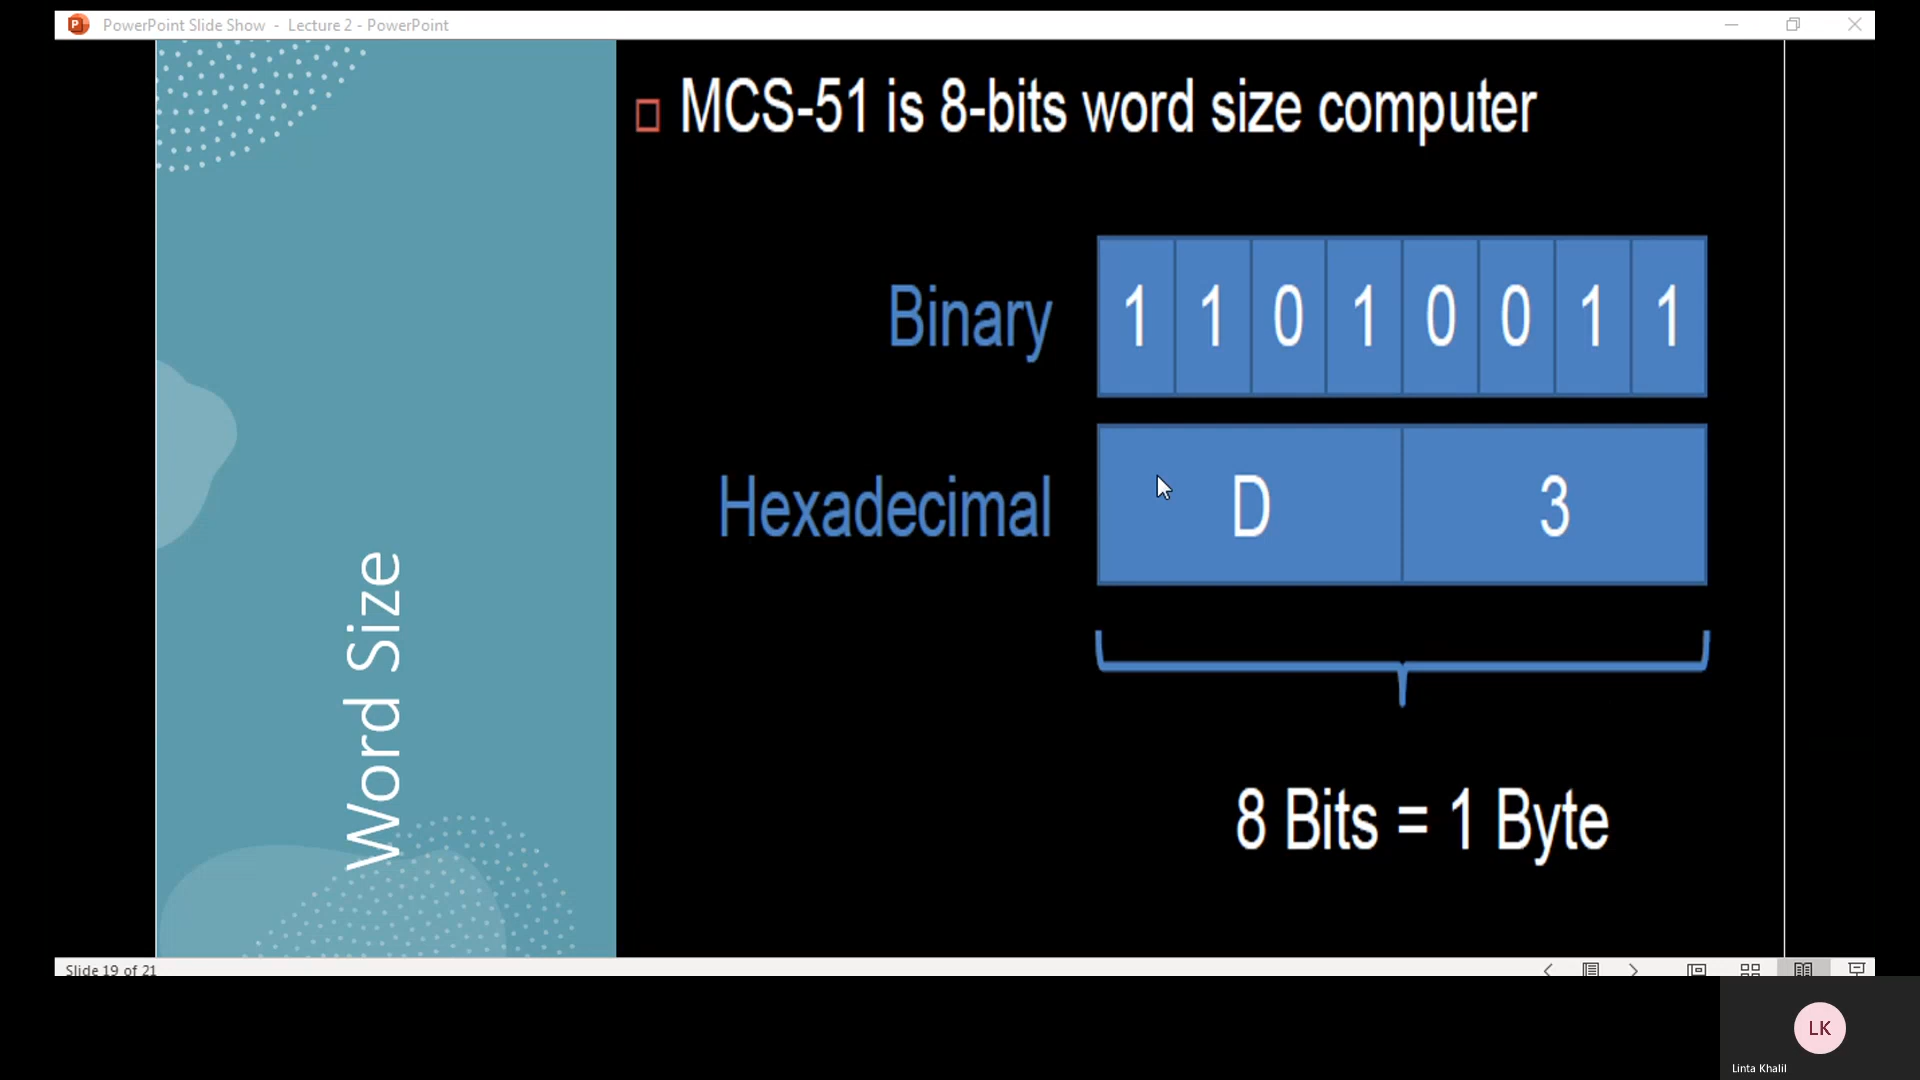 PowerPoint Slide Show - Lecture 2 - PowerPoint
MCS-51 is 8-bits word size computer
Binary 1 1 0 1 0 0 1 1
Hexadecimal D 3
8 Bits = 1 Byte
Word Size
Slide 19 of 21
LK
Linta Khalil